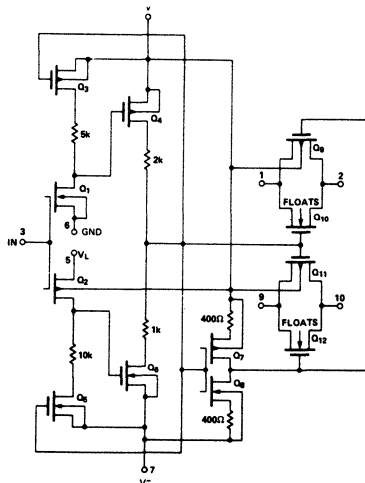 V
Q3
Q4
5k
2k
Q9
1
2
Q1
FLOATS
Q10
6
GND
3
IN
5
VL
Q2
Q11
9
10
FLOATS
Q12
400Ω
Q7
1k
10k
Q6
Q8
Q5
400Ω
7
V−